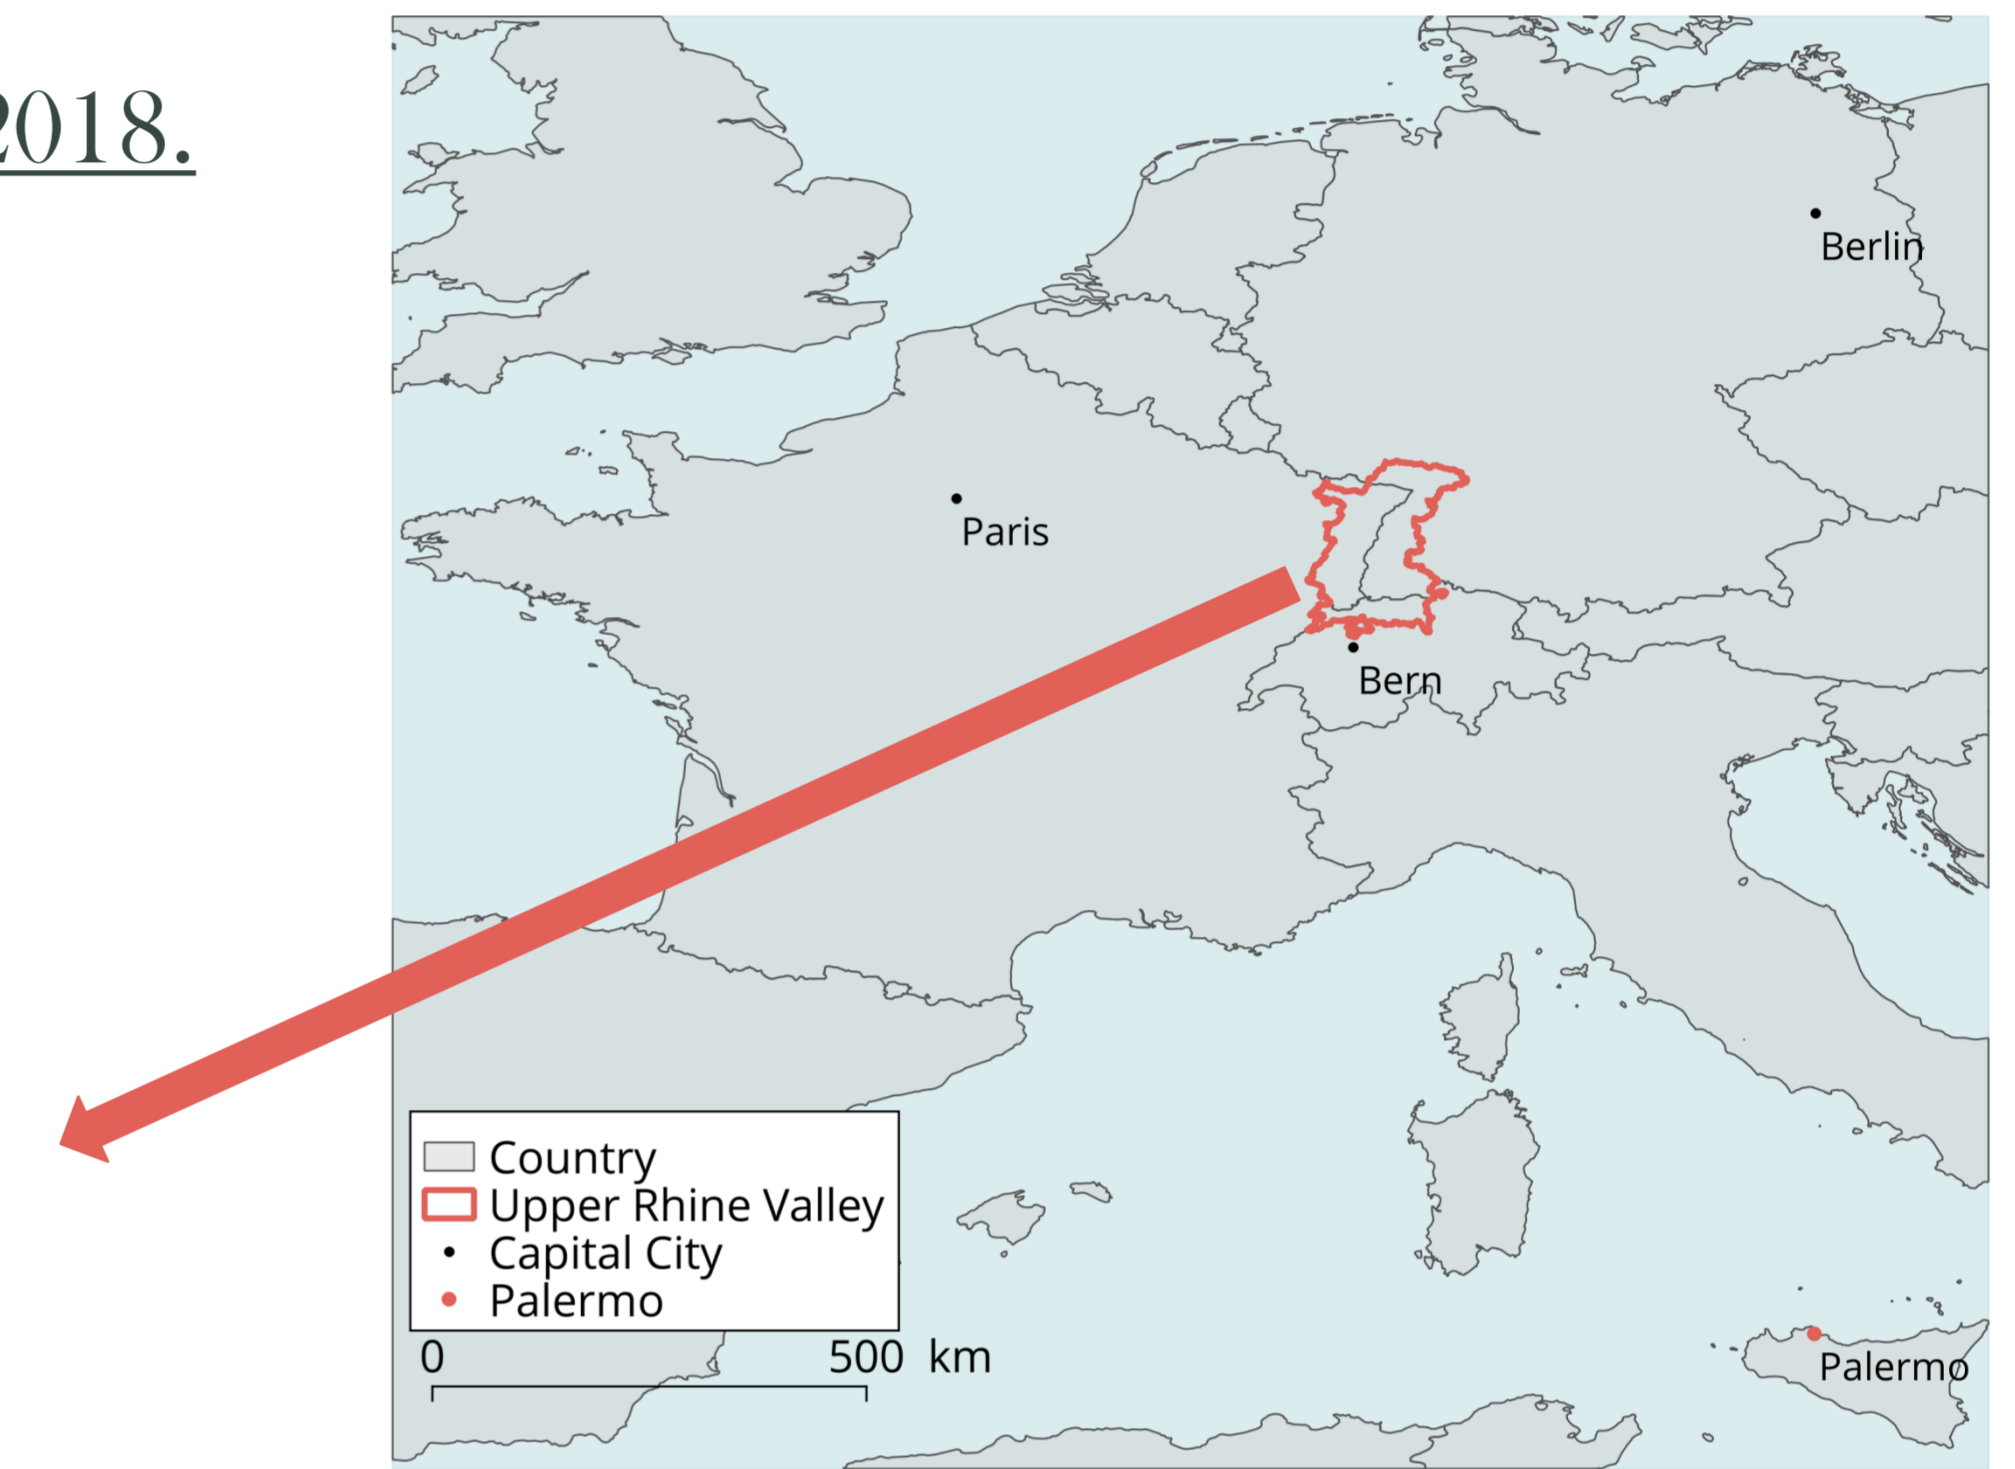 2018.
Berlin
Paris
Bern
Country
Upper Rhine Valley
Capital City
Palermo
0 500 km
Palermo